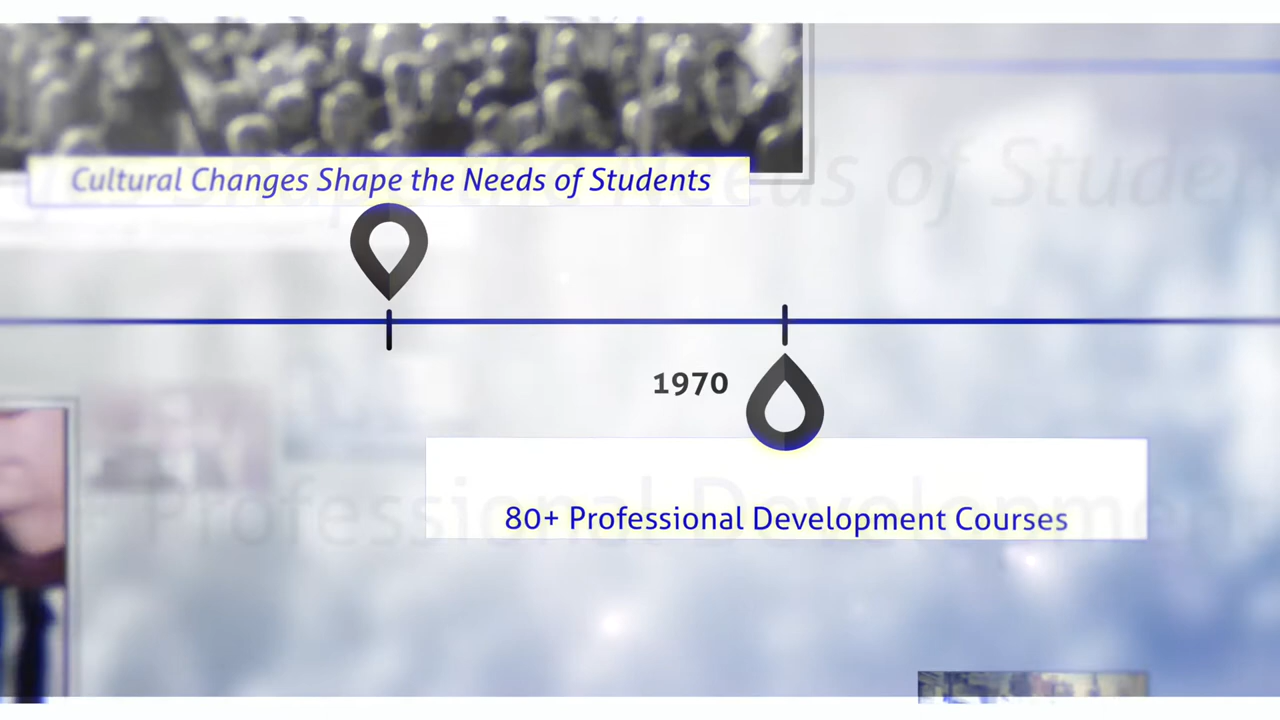 Cultural Changes Shape the Needs of Students
1970
80+ Professional Development Courses